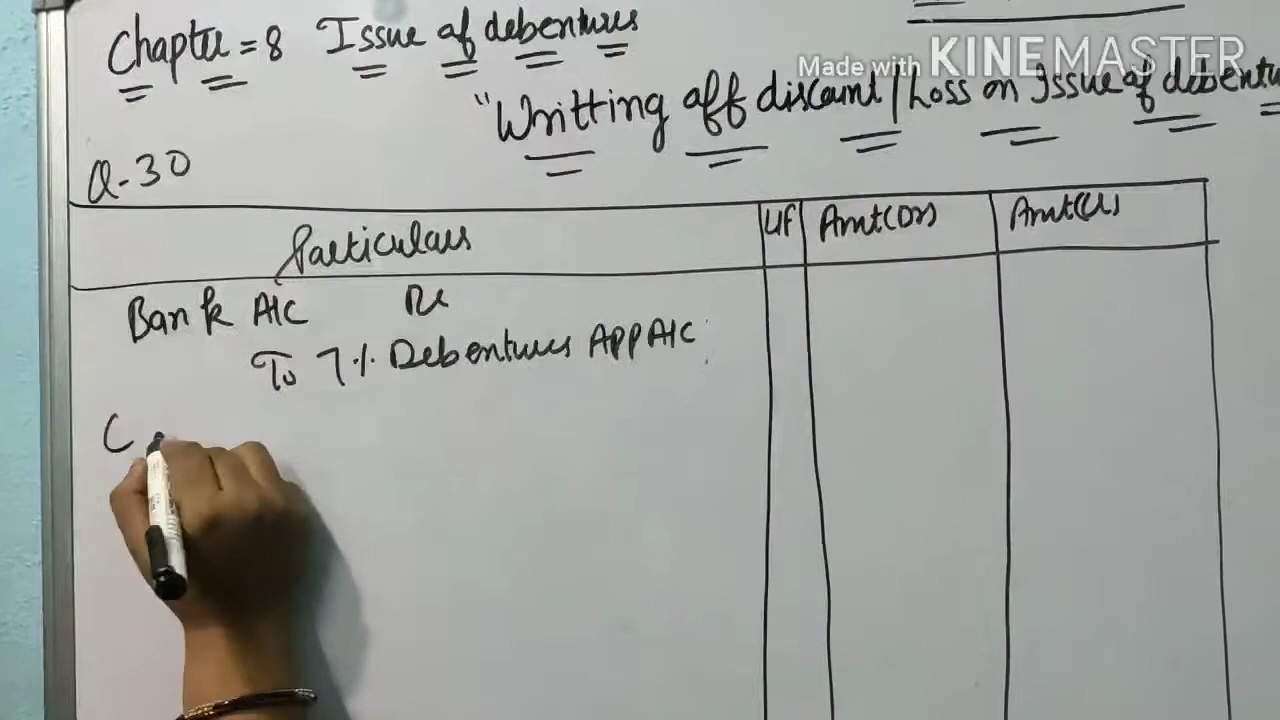 Chapter = 8 Issue of debentures
Made with KINEMASTER
"Writting off discount / Loss on Issue of debentu
Q-30
Particulars LF Amt(Dr) Amt(Cr)
Bank A/C Dr
To 7% Debentures APP A/C
(